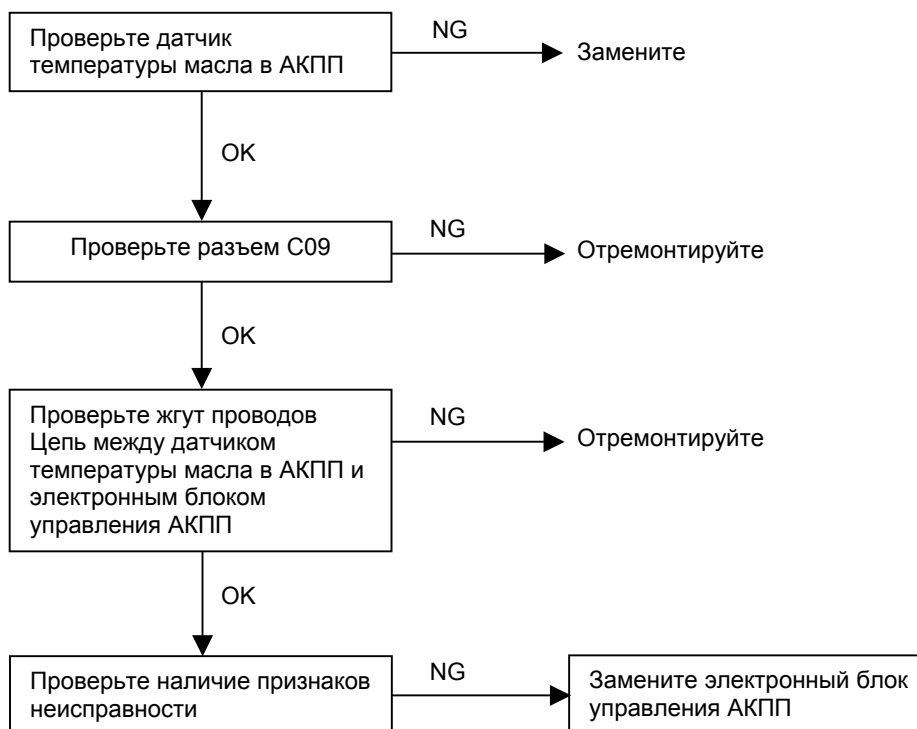 Проверьте датчик
температуры масла в АКПП
NG
Замените
OK
Проверьте разъем C09
NG
Отремонтируйте
OK
Проверьте жгут проводов
Цепь между датчиком
температуры масла в АКПП и
электронным блоком
управления АКПП
NG
Отремонтируйте
OK
Проверьте наличие признаков
неисправности
NG
Замените электронный блок
управления АКПП